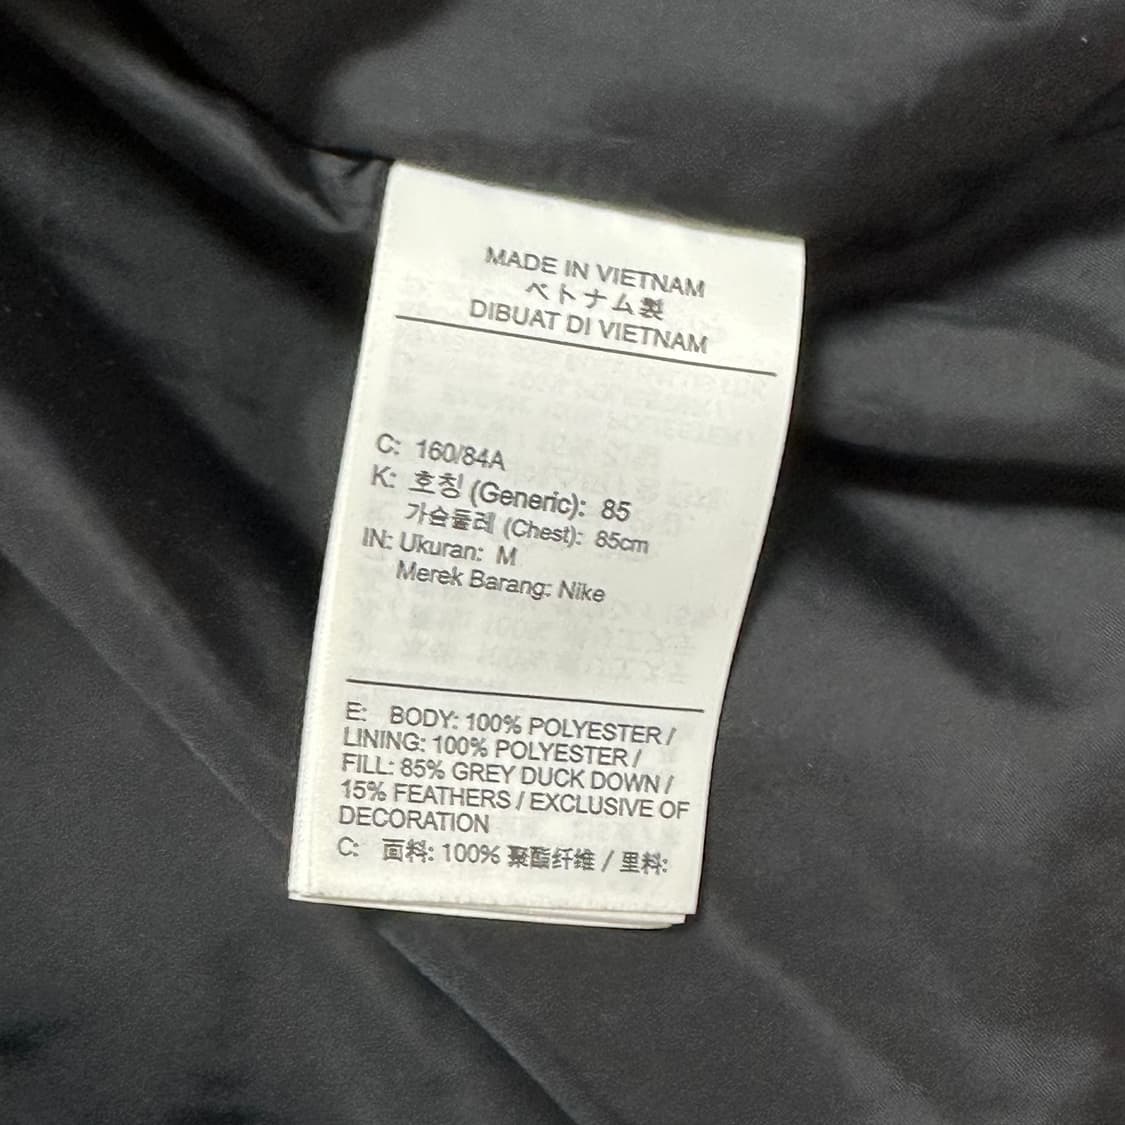 MADE IN VIETNAM
ベトナム製
DIBUAT DI VIETNAM
C: 160/84A
K: 호칭 (Generic): 85
가슴둘레 (Chest): 85cm
IN: Ukuran: M
Merek Barang: Nike
E: BODY: 100% POLYESTER /
LINING: 100% POLYESTER /
FILL: 85% GREY DUCK DOWN /
15% FEATHERS / EXCLUSIVE OF
DECORATION
C: 面料: 100% 聚酯纤维 / 里料: